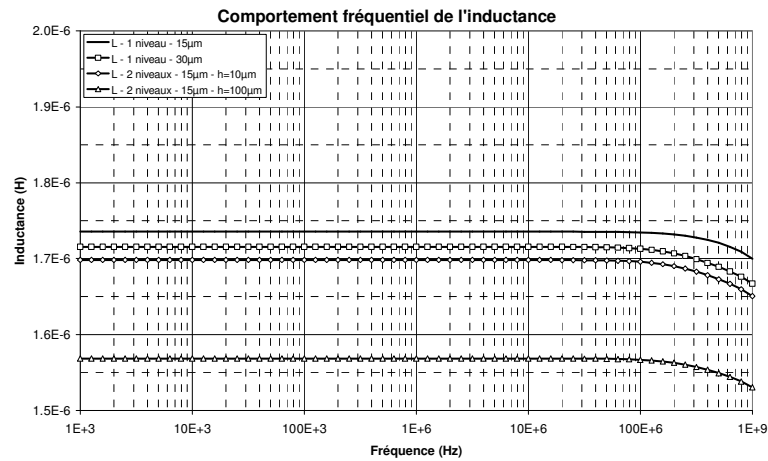 Comportement fréquentiel de l'inductance
2.0E-6
L - 1 niveau - 15µm
L - 1 niveau - 30µm
L - 2 niveaux - 15µm - h=10µm
L - 2 niveaux - 15µm - h=100µm
1.9E-6
1.8E-6
Inductance (H)
1.7E-6
1.6E-6
1.5E-6
1E+3 10E+3 100E+3 1E+6 10E+6 100E+6 1E+9
Fréquence (Hz)